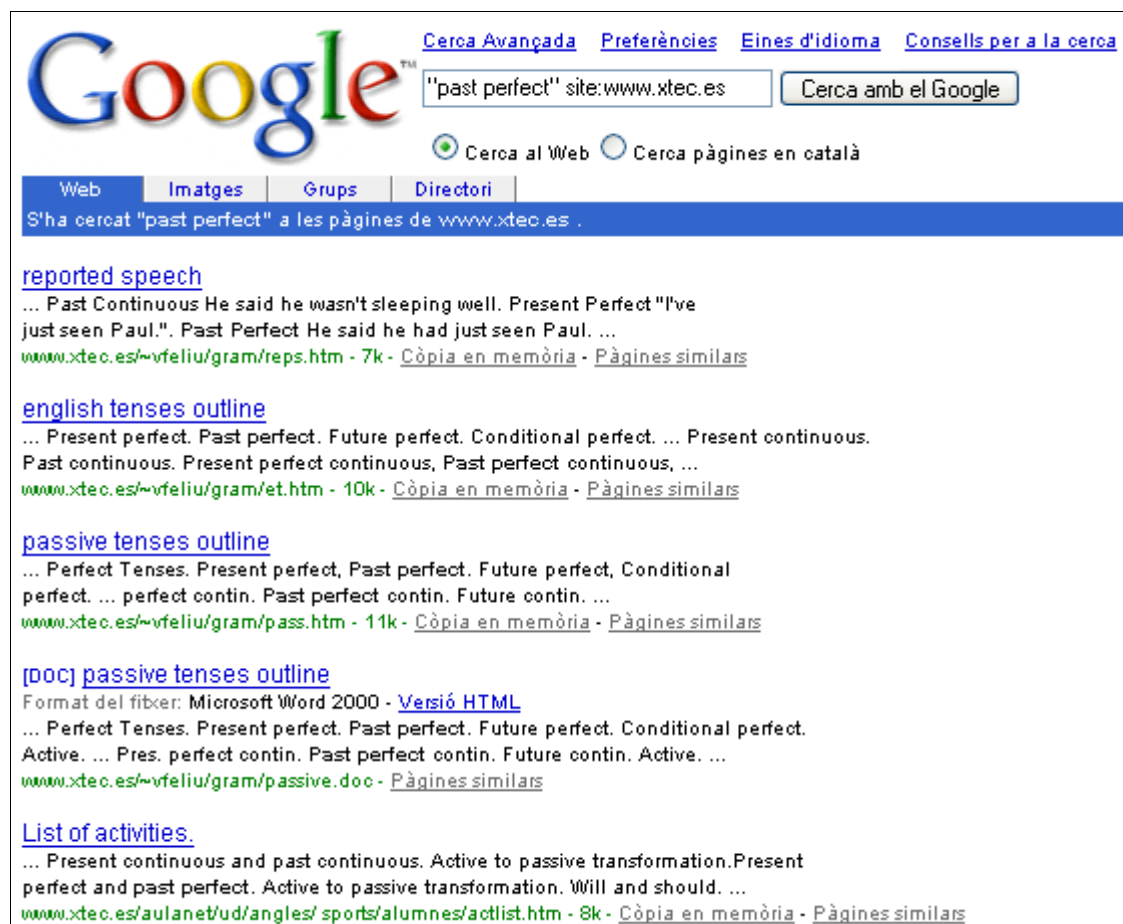 Google™
Cerca Avançada Preferències Eines d'idioma Consells per a la cerca
"past perfect" site:www.xtec.es Cerca amb el Google
Cerca al Web Cerca pàgines en català
Web Imatges Grups Directori
S'ha cercat "past perfect" a les pàgines de www.xtec.es .
reported speech
... Past Continuous He said he wasn't sleeping well. Present Perfect "I've
just seen Paul.". Past Perfect He said he had just seen Paul. ...
www.xtec.es/~vfeliu/gram/reps.htm - 7k - Còpia en memòria - Pàgines similars
english tenses outline
... Present perfect. Past perfect. Future perfect. Conditional perfect. ... Present continuous.
Past continuous. Present perfect continuous, Past perfect continuous, ...
www.xtec.es/~vfeliu/gram/et.htm - 10k - Còpia en memòria - Pàgines similars
passive tenses outline
... Perfect Tenses. Present perfect, Past perfect. Future perfect, Conditional
perfect. ... perfect contin. Past perfect contin. Future contin. ...
www.xtec.es/~vfeliu/gram/pass.htm - 11k - Còpia en memòria - Pàgines similars
[DOC] passive tenses outline
Format del fitxer: Microsoft Word 2000 - Versió HTML
... Perfect Tenses. Present perfect. Past perfect. Future perfect. Conditional perfect.
Active. ... Pres. perfect contin. Past perfect contin. Future contin. Active. ...
www.xtec.es/~vfeliu/gram/passive.doc - Pàgines similars
List of activities.
... Present continuous and past continuous. Active to passive transformation.Present
perfect and past perfect. Active to passive transformation. Will and should. ...
www.xtec.es/aulanet/ud/angles/ sports/alumnes/actlist.htm - 8k - Còpia en memòria - Pàgines similars